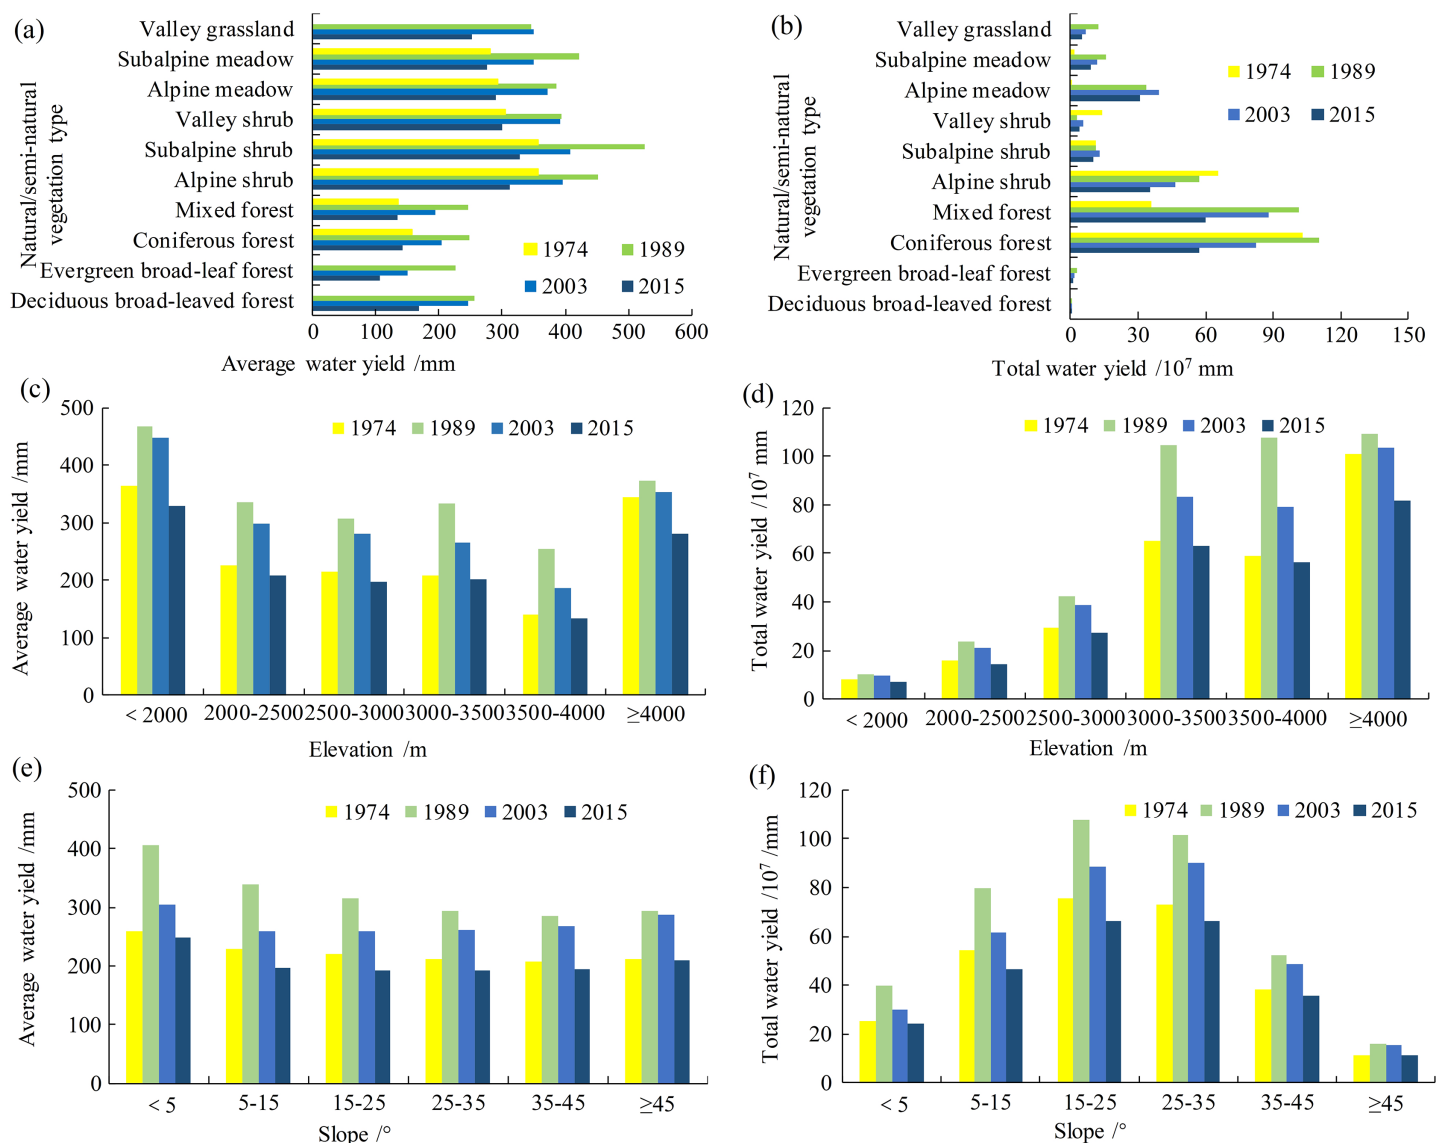 (a)
Natural/semi-natural
vegetation type
Valley grassland
Subalpine meadow
Alpine meadow
Valley shrub
Subalpine shrub
Alpine shrub
Mixed forest
Coniferous forest
Evergreen broad-leaf forest
Deciduous broad-leaved forest
1974 1989
2003 2015
0 100 200 300 400 500 600
Average water yield /mm
(b)
Natural/semi-natural
vegetation type
Valley grassland
Subalpine meadow
Alpine meadow
Valley shrub
Subalpine shrub
Alpine shrub
Mixed forest
Coniferous forest
Evergreen broad-leaf forest
Deciduous broad-leaved forest
1974 1989
2003 2015
0 30 60 90 120 150
Total water yield /10⁷ mm
(c)
Average water yield /mm
500
400
300
200
100
0
1974 1989 2003 2015
< 2000 2000-2500 2500-3000 3000-3500 3500-4000 ≥4000
Elevation /m
(d)
Total water yield /10⁷ mm
120
100
80
60
40
20
0
1974 1989 2003 2015
< 2000 2000-2500 2500-3000 3000-3500 3500-4000 ≥4000
Elevation /m
(e)
Average water yield /mm
500
400
300
200
100
0
1974 1989 2003 2015
< 5 5-15 15-25 25-35 35-45 ≥45
Slope /°
(f)
Total water yield /10⁷ /mm
120
100
80
60
40
20
0
1974 1989 2003 2015
< 5 5-15 15-25 25-35 35-45 ≥45
Slope /°